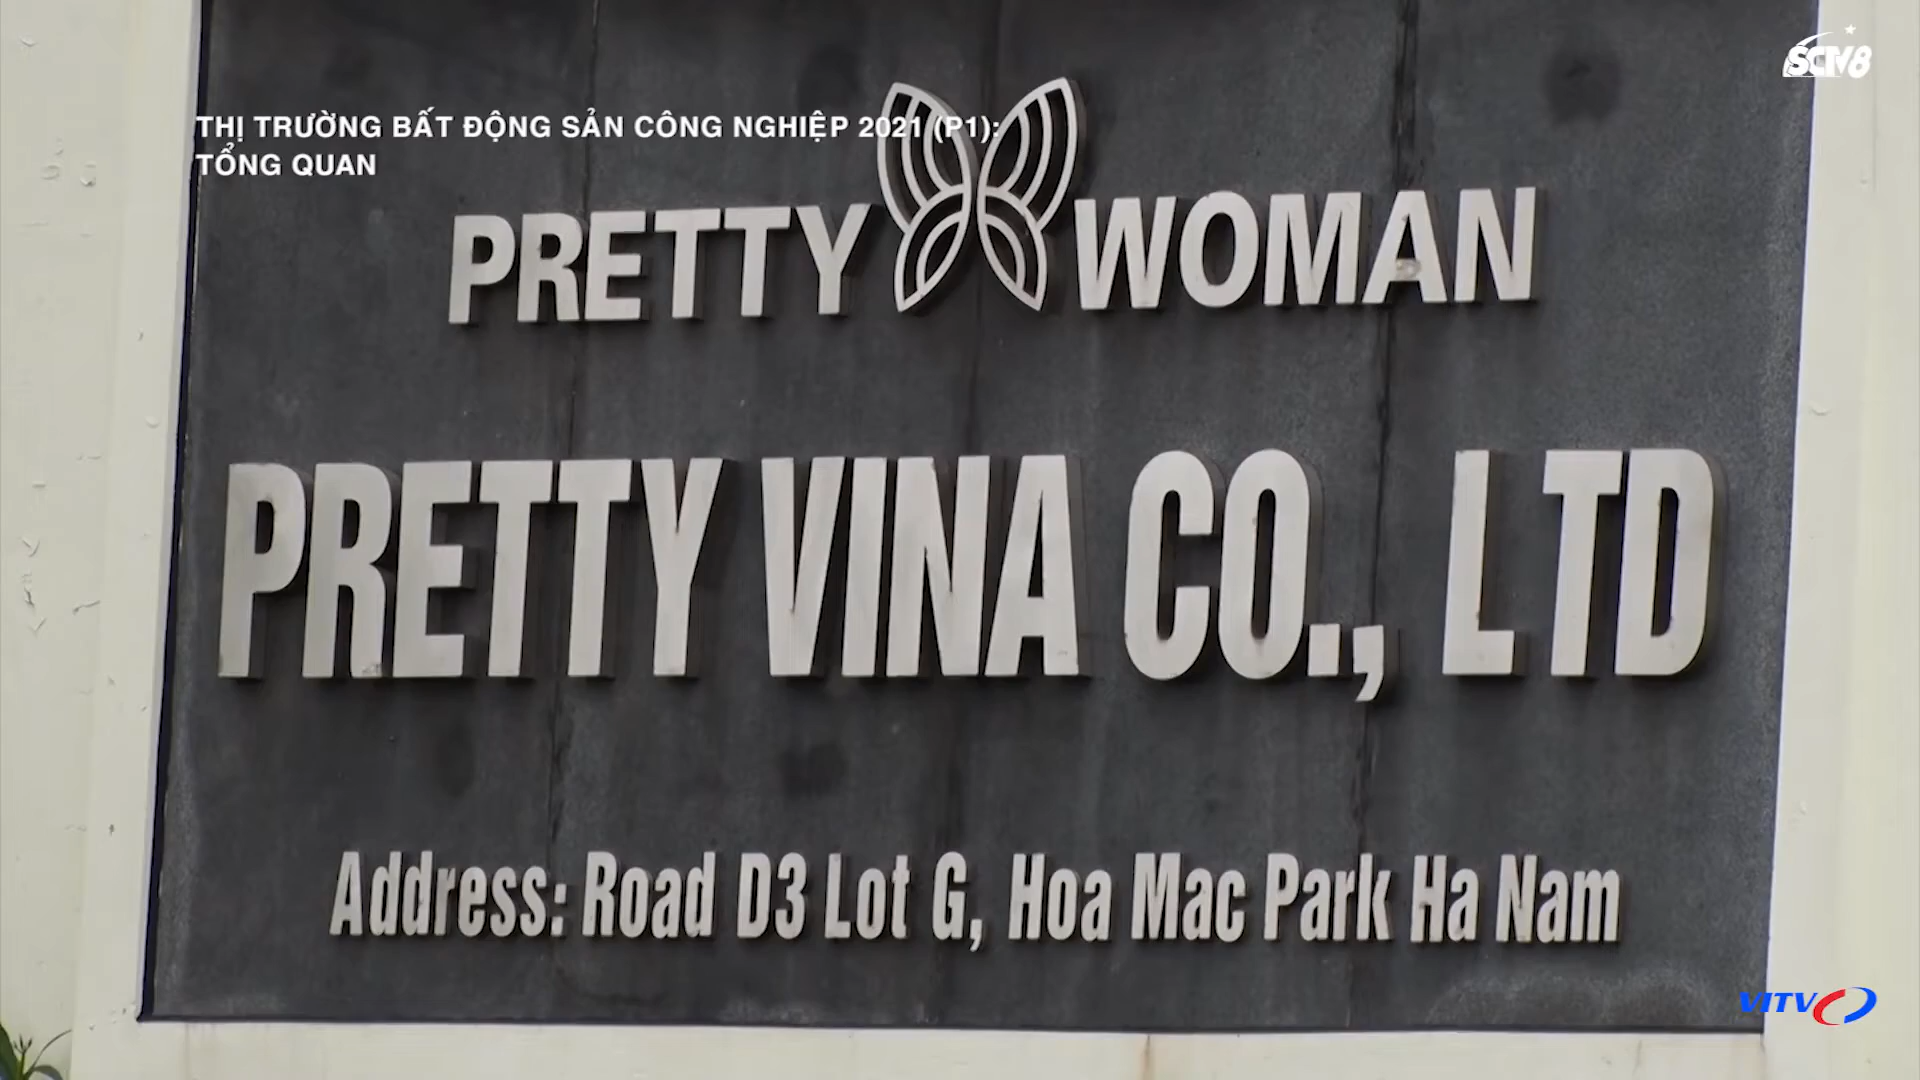 SCTV8
THỊ TRƯỜNG BẤT ĐỘNG SẢN CÔNG NGHIỆP 2021 (P1):
TỔNG QUAN
PRETTY WOMAN
PRETTY VINA CO., LTD
Address: Road D3 Lot G, Hoa Mac Park Ha Nam
VITV